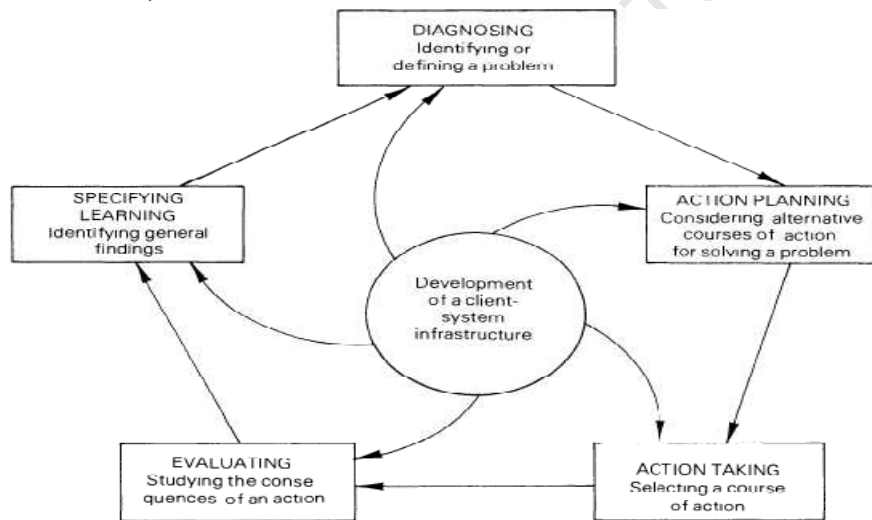 DIAGNOSING
Identifying or
defining a problem
ACTION PLANNING
Considering alternative
courses of action
for solving a problem
SPECIFYING
LEARNING
Identifying general
findings
Development
of a client-
system
infrastructure
EVALUATING
Studying the conse
quences of an action
ACTION TAKING
Selecting a course
of action